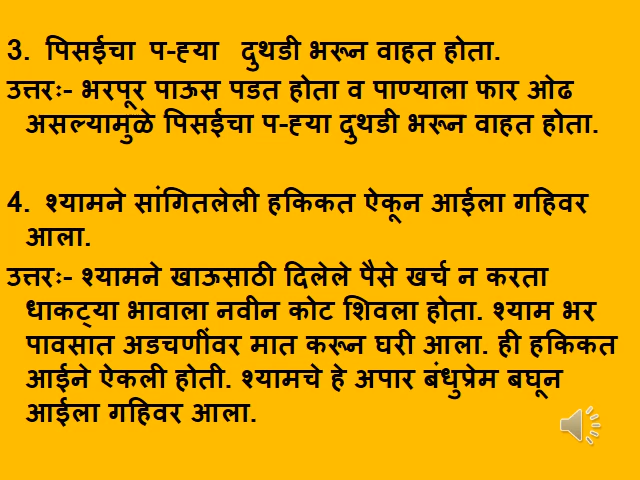 3. पिसईचा प-ह्या दुथडी भरून वाहत होता.
उत्तरः- भरपूर पाऊस पडत होता व पाण्याला फार ओढ
असल्यामुळे पिसईचा प-ह्या दुथडी भरून वाहत होता.
4. श्यामने सांगितलेली हकिकत ऐकून आईला गहिवर
आला.
उत्तरः- श्यामने खाऊसाठी दिलेले पैसे खर्च न करता
धाकट्या भावाला नवीन कोट शिवला होता. श्याम भर
पावसात अडचणींवर मात करून घरी आला. ही हकिकत
आईने ऐकली होती. श्यामचे हे अपार बंधुप्रेम बघून
आईला गहिवर आला.